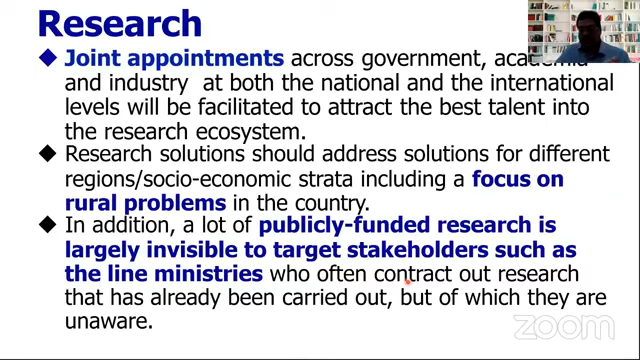 Research
Joint appointments across government, academia
and industry at both the national and the international
levels will be facilitated to attract the best talent into
the research ecosystem.
Research solutions should address solutions for different
regions/socio-economic strata including a focus on
rural problems in the country.
In addition, a lot of publicly-funded research is
largely invisible to target stakeholders such as
the line ministries who often contract out research
that has already been carried out, but of which they are
unaware.
zoom